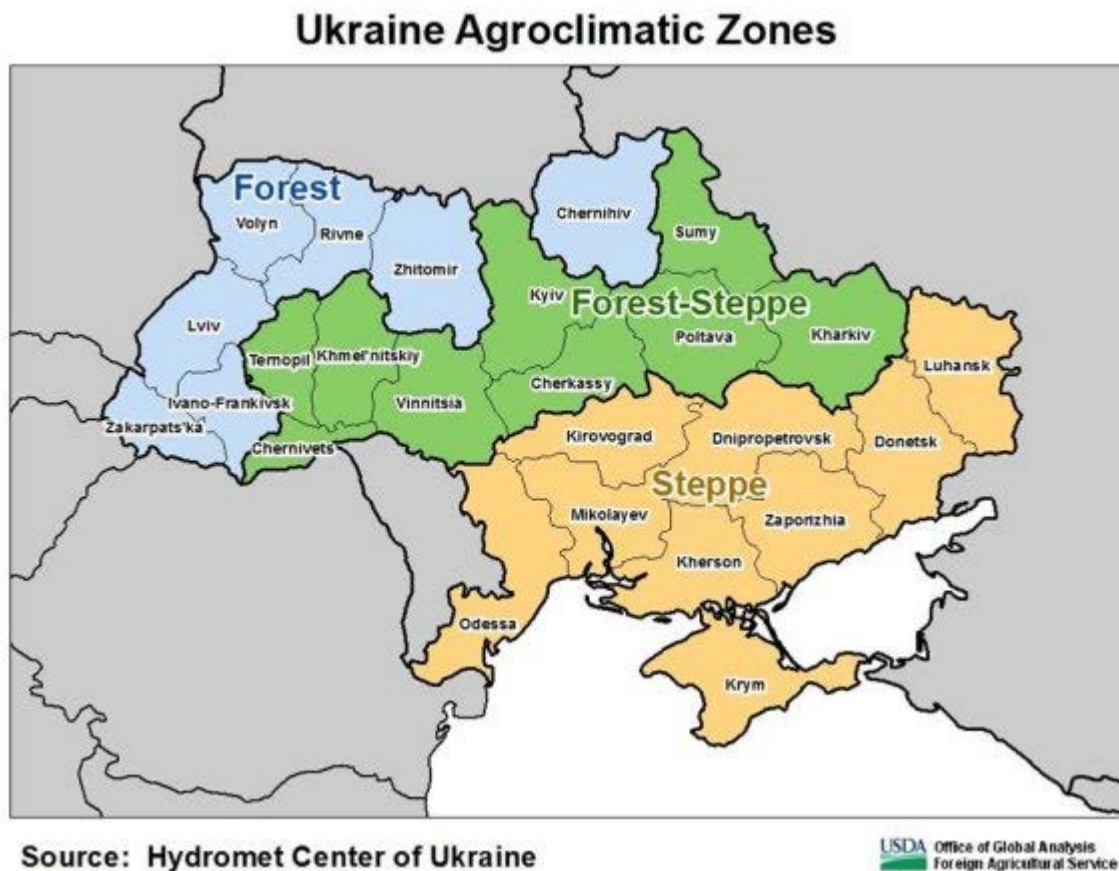 Ukraine Agroclimatic Zones
Forest
Volyn
Rivne
Zhitomir
Chernihiv
Sumy
Kyiv
Forest-Steppe
Lviv
Poltava
Kharkiv
Ternopil
Khmel'nitskiy
Luhansk
Cherkassy
Ivano-Frankivsk
Vinnitsia
Zakarpats'ka
Chernivets
Kirovograd
Dnipropetrovsk
Donetsk
Steppe
Mikolayev
Zaporizhia
Kherson
Odessa
Krym
Source: Hydromet Center of Ukraine
USDA Office of Global Analysis
Foreign Agricultural Service